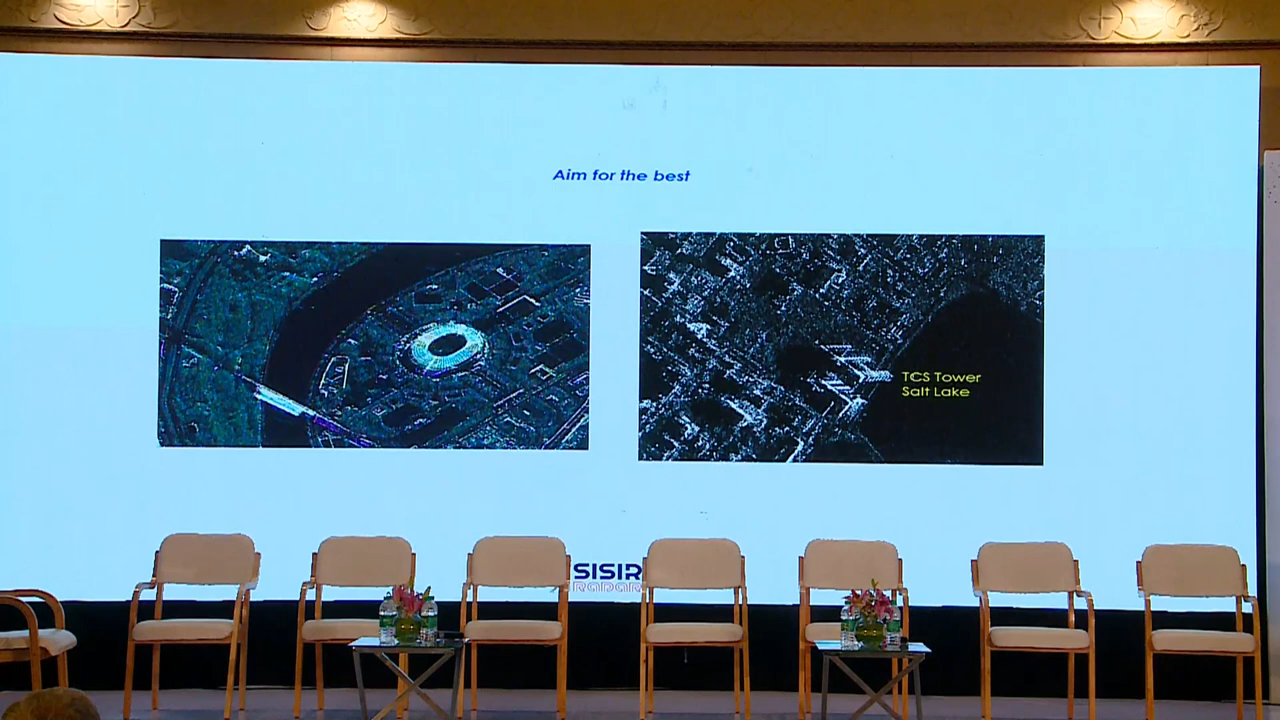 Aim for the best
TCS Tower
Salt Lake
SISIR
RADAR